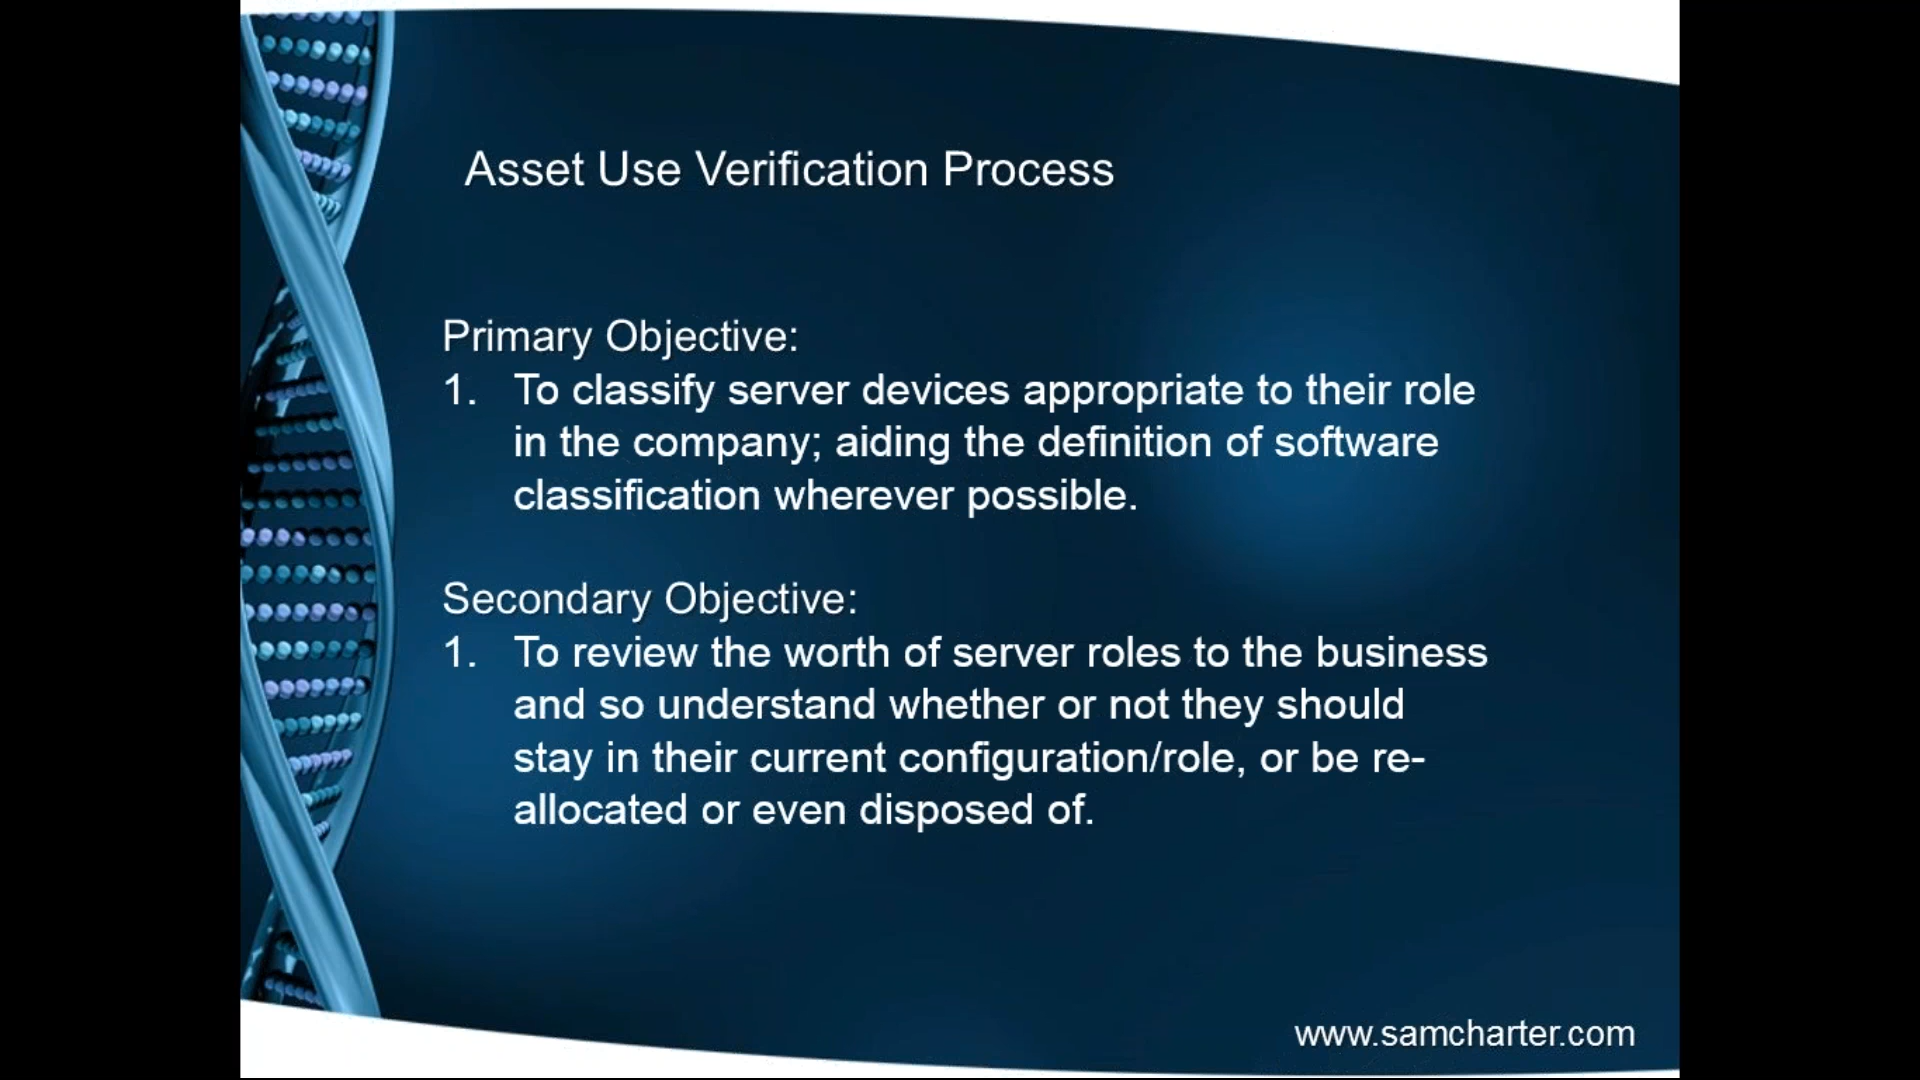 Asset Use Verification Process
Primary Objective:
1. To classify server devices appropriate to their role
in the company; aiding the definition of software
classification wherever possible.
Secondary Objective:
1. To review the worth of server roles to the business
and so understand whether or not they should
stay in their current configuration/role, or be re-
allocated or even disposed of.
www.samcharter.com